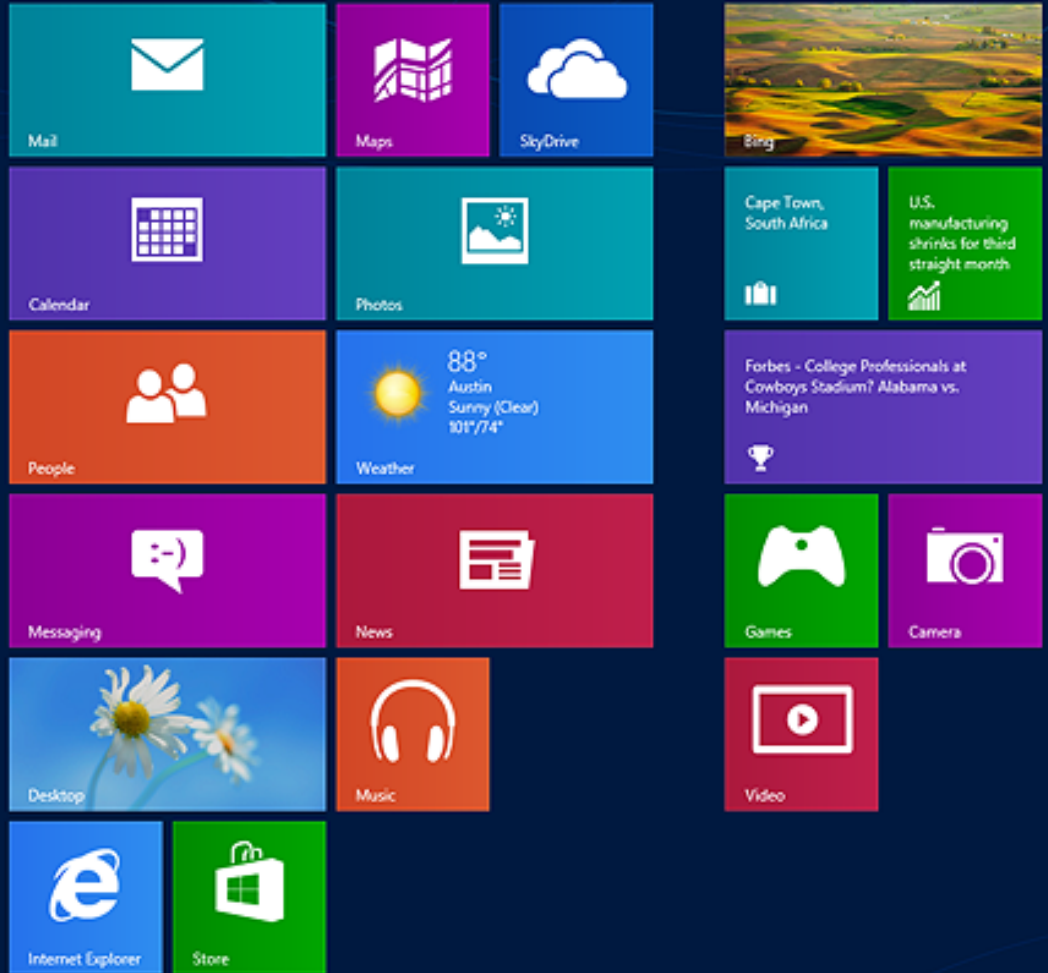 Mail
Maps
SkyDrive
Bing
Calendar
Photos
Cape Town,
South Africa
U.S.
manufacturing
shrinks for third
straight month
People
88°
Austin
Sunny (Clear)
101°/74°
Weather
Forbes - College Professionals at
Cowboys Stadium? Alabama vs.
Michigan
Messaging
:-)
News
Games
Camera
Desktop
Music
Video
Internet Explorer
Store